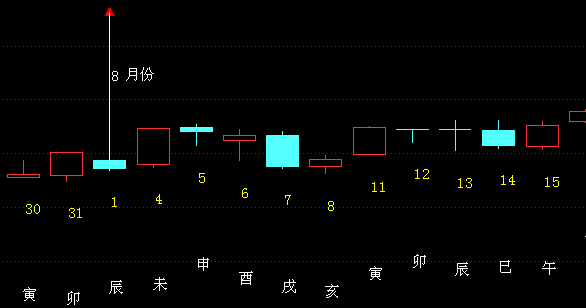 8 月份
30 31 1 4 5 6 7 8 11 12 13 14 15
寅 卯 辰 未 申 酉 戌 亥 寅 卯 辰 巳 午